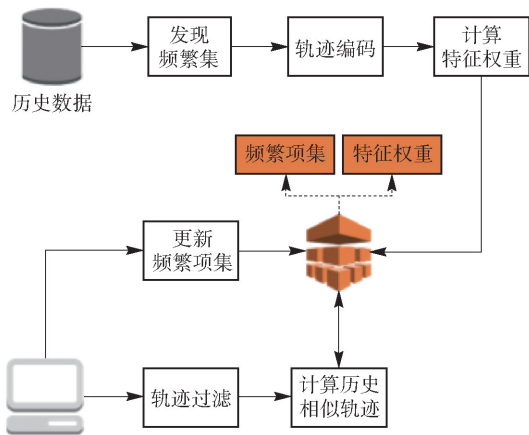 发现
频繁集
轨迹编码
计算
特征权重
历史数据
频繁项集
特征权重
更新
频繁项集
轨迹过滤
计算历史
相似轨迹